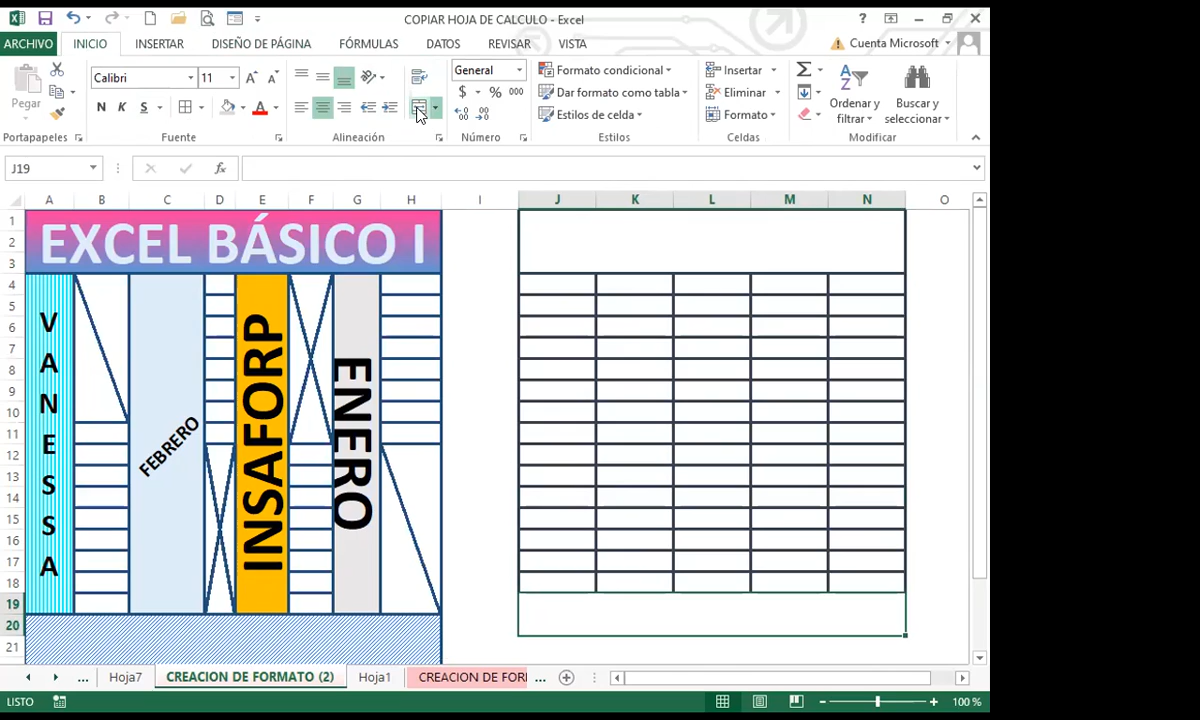 COPIAR HOJA DE CALCULO - Excel
ARCHIVO INICIO INSERTAR DISEÑO DE PÁGINA FÓRMULAS DATOS REVISAR VISTA Cuenta Microsoft
Calibri 11 General Formato condicional Insertar
Pegar Dar formato como tabla Eliminar Ordenar y filtrar Buscar y seleccionar
N K S A $ % 000 Estilos de celda Formato
Portapapeles Fuente Alineación Número Estilos Celdas Modificar
J19 fx
A B C D E F G H I J K L M N O
1
2 EXCEL BÁSICO I
3
4
5
6
7
8
9
10
11
12
13
14
15
16
17
18
19
20
21
V
A
N
E
S
S
A
FEBRERO
INSAFORP
ENERO
... Hoja7 CREACION DE FORMATO (2) Hoja1 CREACION DE FORI ...
LISTO 100 %